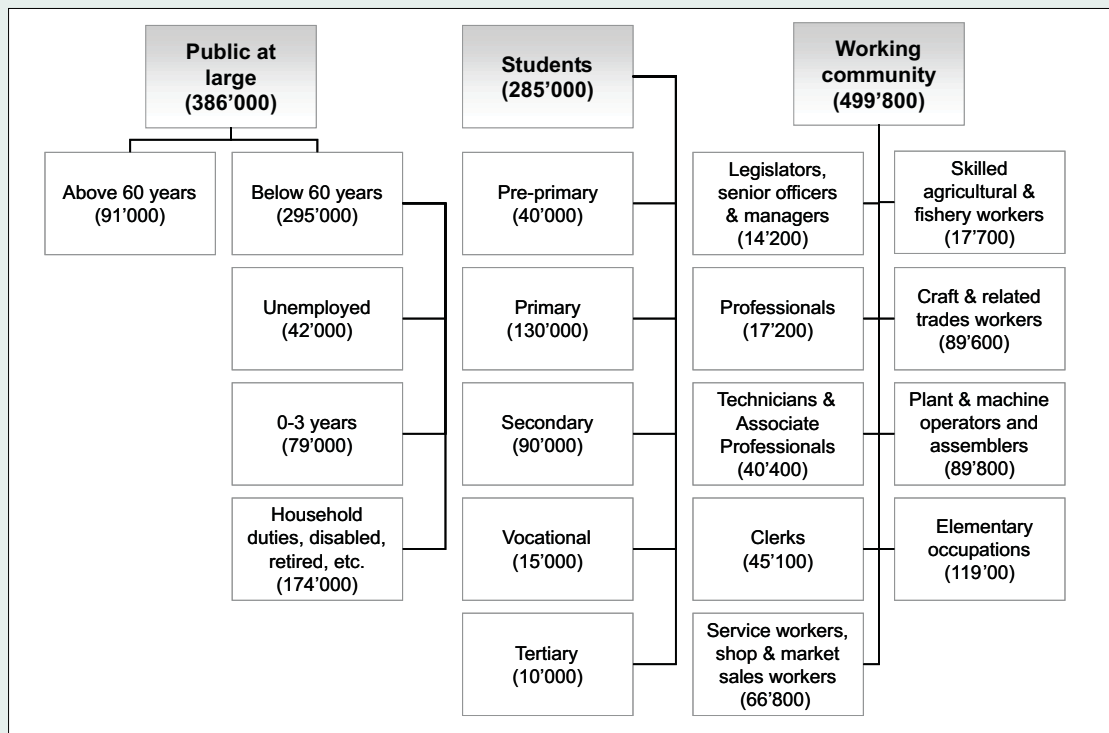 Public at
large
(386’000)
Above 60 years
(91’000)
Below 60 years
(295’000)
Unemployed
(42’000)
0-3 years
(79’000)
Household
duties, disabled,
retired, etc.
(174’000)
Students
(285’000)
Pre-primary
(40’000)
Primary
(130’000)
Secondary
(90’000)
Vocational
(15’000)
Tertiary
(10’000)
Working
community
(499’800)
Legislators,
senior officers
& managers
(14’200)
Professionals
(17’200)
Technicians &
Associate
Professionals
(40’400)
Clerks
(45’100)
Service workers,
shop & market
sales workers
(66’800)
Skilled
agricultural &
fishery workers
(17’700)
Craft & related
trades workers
(89’600)
Plant & machine
operators and
assemblers
(89’800)
Elementary
occupations
(119’00)